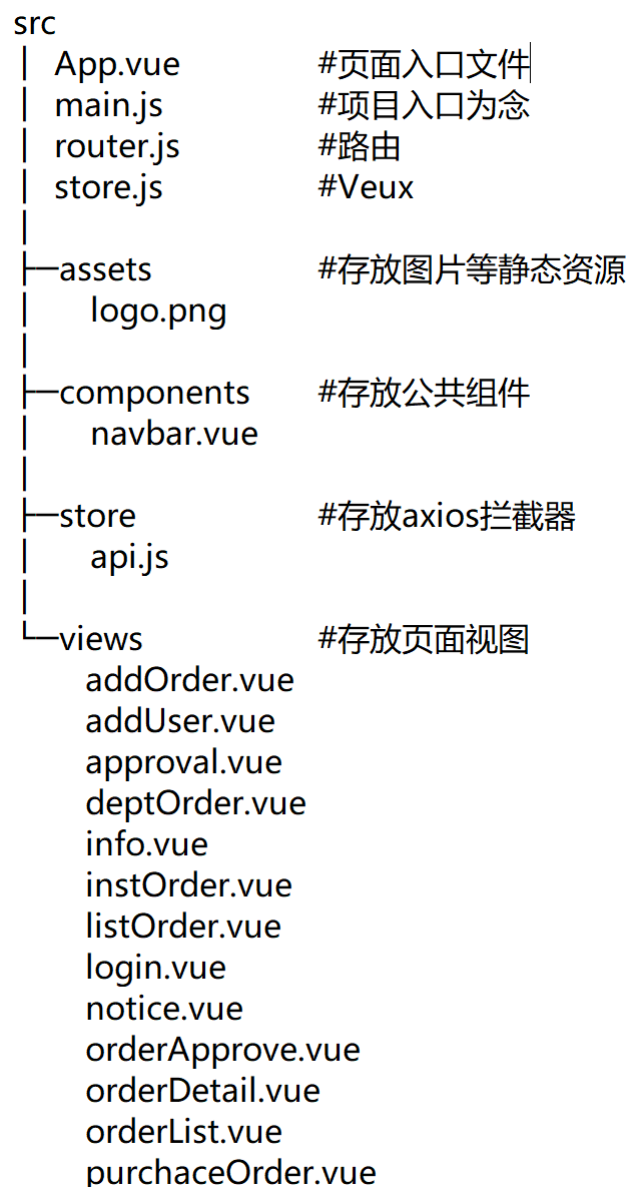 src
│ App.vue #页面入口文件
│ main.js #项目入口为念
│ router.js #路由
│ store.js #Veux
│
├─assets #存放图片等静态资源
│ logo.png
│
├─components #存放公共组件
│ navbar.vue
│
├─store #存放axios拦截器
│ api.js
│
└─views #存放页面视图
addOrder.vue
addUser.vue
approval.vue
deptOrder.vue
info.vue
instOrder.vue
listOrder.vue
login.vue
notice.vue
orderApprove.vue
orderDetail.vue
orderList.vue
purchaceOrder.vue